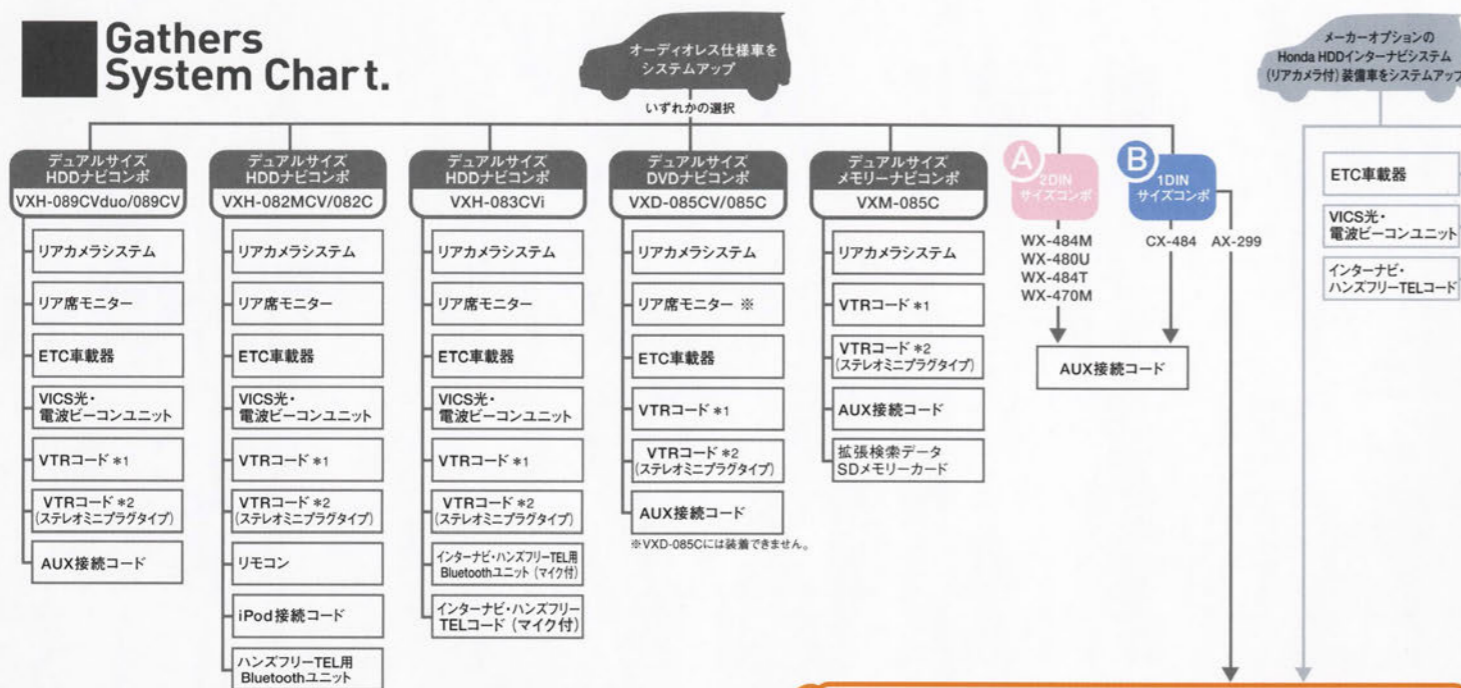 Gathers
System Chart.
オーディオレス仕様車を
システムアップ
いずれかの選択
メーカーオプションの
Honda HDDインターナビシステム
(リアカメラ付)装備車をシステムアップ
デュアルサイズ
HDDナビコンポ
VXH-089CVduo/089CV
リアカメラシステム
リア席モニター
ETC車載器
VICS光・
電波ビーコンユニット
VTRコード *1
VTRコード *2
(ステレオミニプラグタイプ)
AUX接続コード
デュアルサイズ
HDDナビコンポ
VXH-082MCV/082C
リアカメラシステム
リア席モニター
ETC車載器
VICS光・
電波ビーコンユニット
VTRコード *1
VTRコード *2
(ステレオミニプラグタイプ)
リモコン
iPod接続コード
ハンズフリーTEL用
Bluetoothユニット
デュアルサイズ
HDDナビコンポ
VXH-083CVi
リアカメラシステム
リア席モニター
ETC車載器
VICS光・
電波ビーコンユニット
VTRコード *1
VTRコード *2
(ステレオミニプラグタイプ)
インターナビ・ハンズフリーTEL用
Bluetoothユニット(マイク付)
インターナビ・ハンズフリー
TELコード(マイク付)
デュアルサイズ
DVDナビコンポ
VXD-085CV/085C
リアカメラシステム
リア席モニター ※
ETC車載器
VTRコード *1
VTRコード *2
(ステレオミニプラグタイプ)
AUX接続コード
※VXD-085Cには装着できません。
デュアルサイズ
メモリーナビコンポ
VXM-085C
リアカメラシステム
VTRコード *1
VTRコード *2
(ステレオミニプラグタイプ)
AUX接続コード
拡張検索データ
SDメモリーカード
A
2DIN
サイズコンポ
WX-484M
WX-480U
WX-484T
WX-470M
B
1DIN
サイズコンポ
CX-484 AX-299
AUX接続コード
ETC車載器
VICS光・
電波ビーコンユニット
インターナビ・
ハンズフリーTELコード